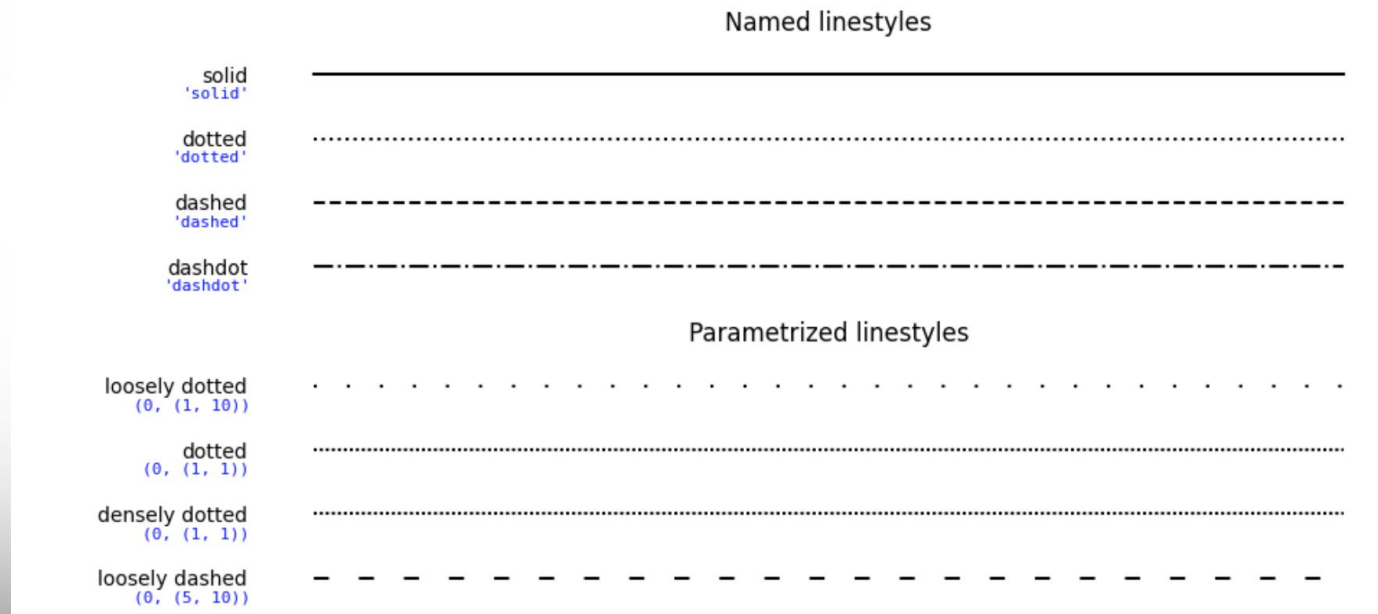 Named linestyles
solid
'solid'
dotted
'dotted'
dashed
'dashed'
dashdot
'dashdot'
Parametrized linestyles
loosely dotted
(0, (1, 10))
dotted
(0, (1, 1))
densely dotted
(0, (1, 1))
loosely dashed
(0, (5, 10))